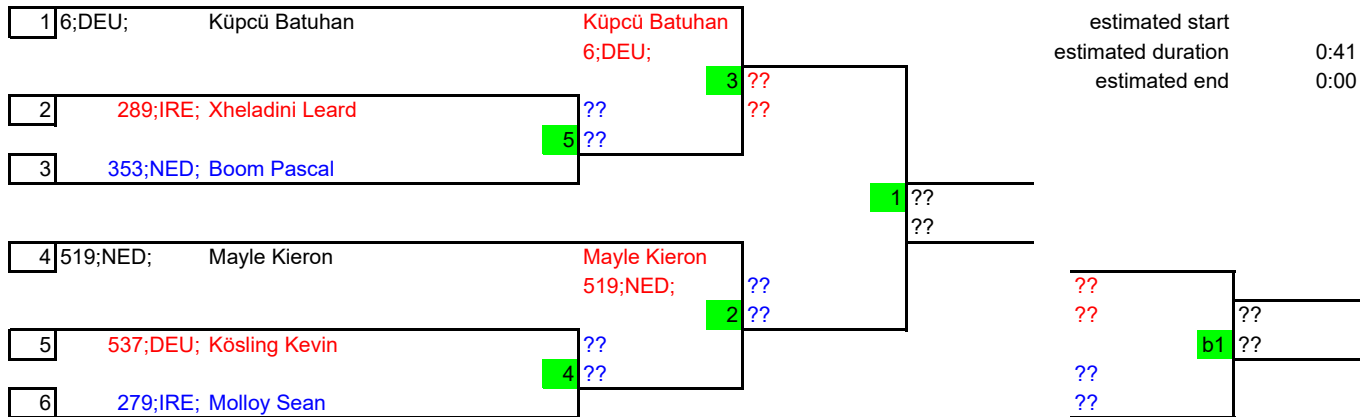 1 6;DEU; Küpcü Batuhan Küpcü Batuhan estimated start
6;DEU; estimated duration 0:41
3 ?? estimated end 0:00
2 289;IRE; Xheladini Leard ?? ??
5 ??
3 353;NED; Boom Pascal
1 ??
??
4 519;NED; Mayle Kieron Mayle Kieron
519;NED; ?? ??
2 ?? ?? ??
5 537;DEU; Kösling Kevin ?? b1 ??
4 ?? ??
6 279;IRE; Molloy Sean ??